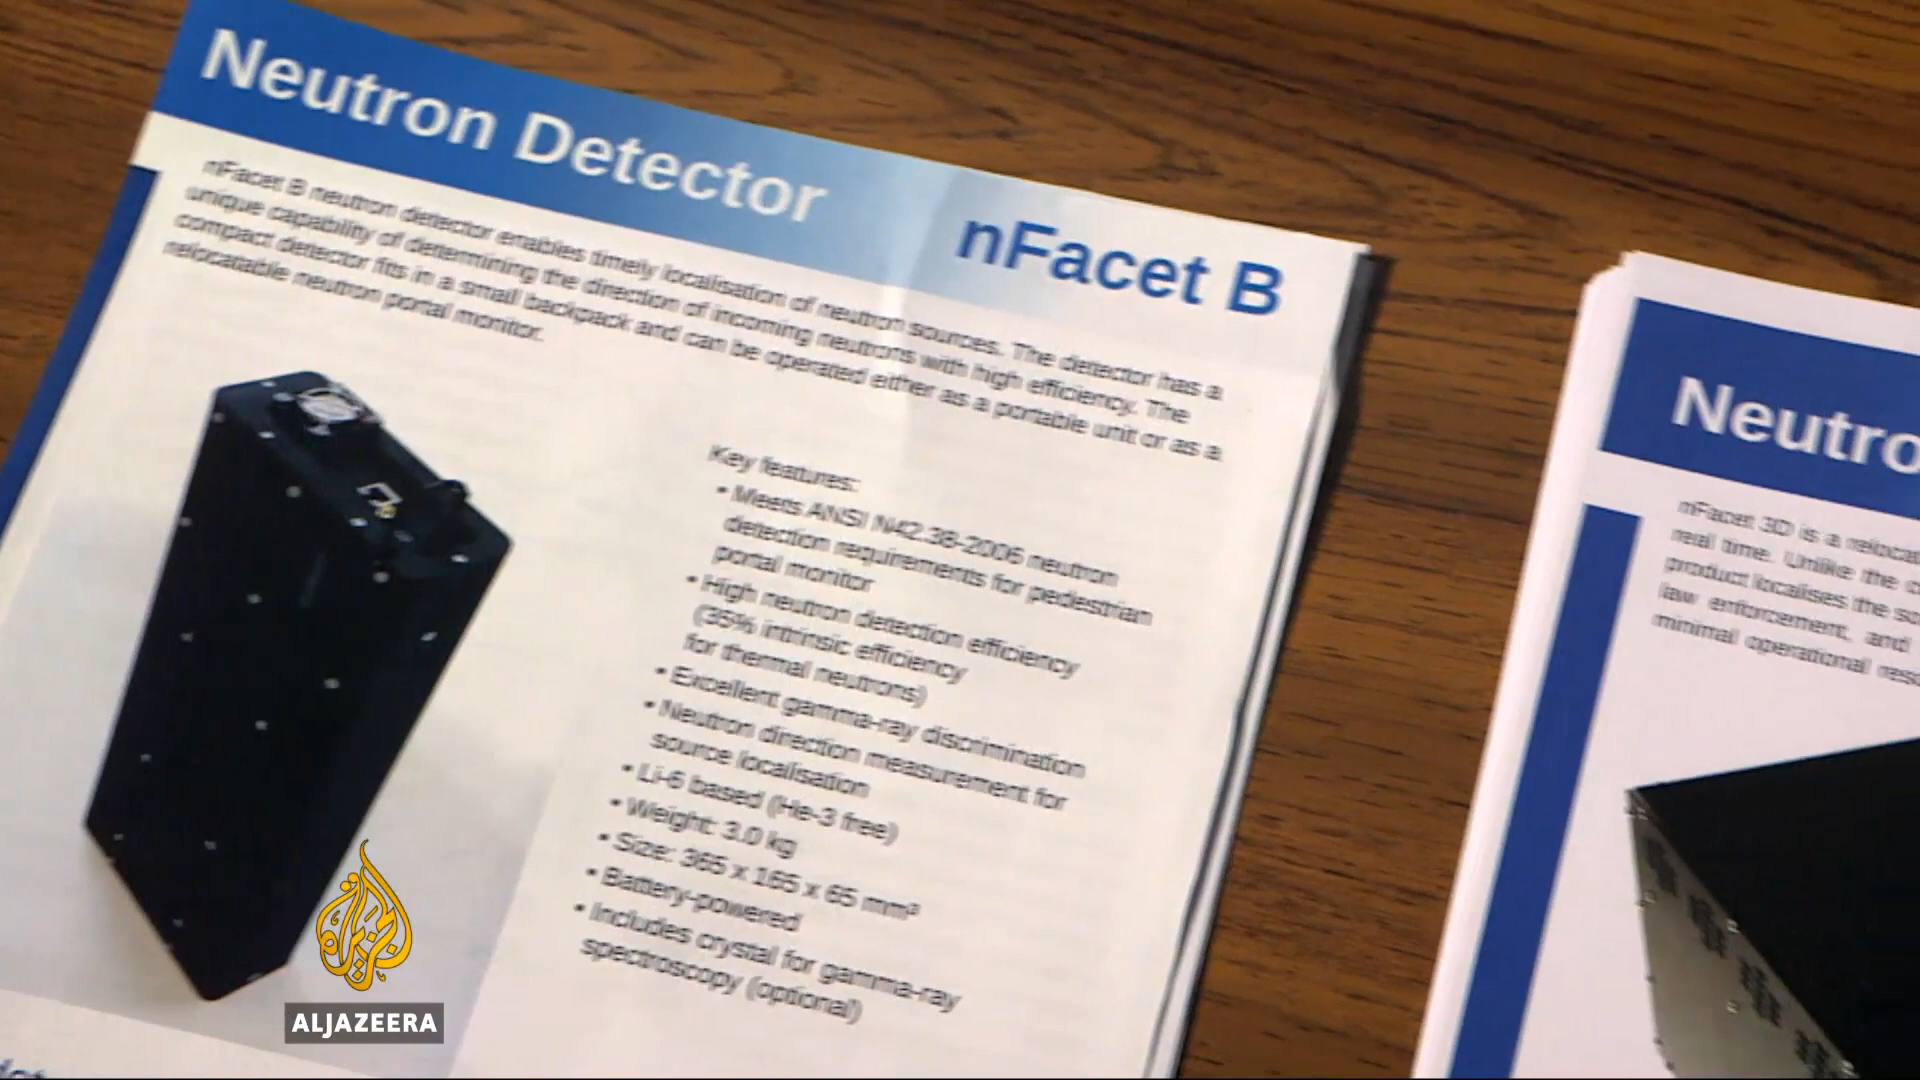 Neutron Detector
nFacet B
nFacet B neutron detector enables timely localisation of neutron sources. The detector has a
unique capability of determining the direction of incoming neutrons with high efficiency. The
compact detector fits in a small backpack and can be operated either as a portable unit or as a
relocatable neutron portal monitor.
Key features:
• Meets ANSI N42.38-2006 neutron
detection requirements for pedestrian
portal monitor
• High neutron detection efficiency
(35% intrinsic efficiency
for thermal neutrons)
• Excellent gamma-ray discrimination
• Neutron direction measurement for
source localisation
• Li-6 based (He-3 free)
• Weight: 3.0 kg
• Size: 365 x 165 x 65 mm³
• Battery-powered
• Includes crystal for gamma-ray
spectroscopy (optional)
Neutro
nFacet 3D is a relocat
real time. Unlike the c
product localises the so
law enforcement, and
minimal operational reso
الجزيرة
ALJAZEERA